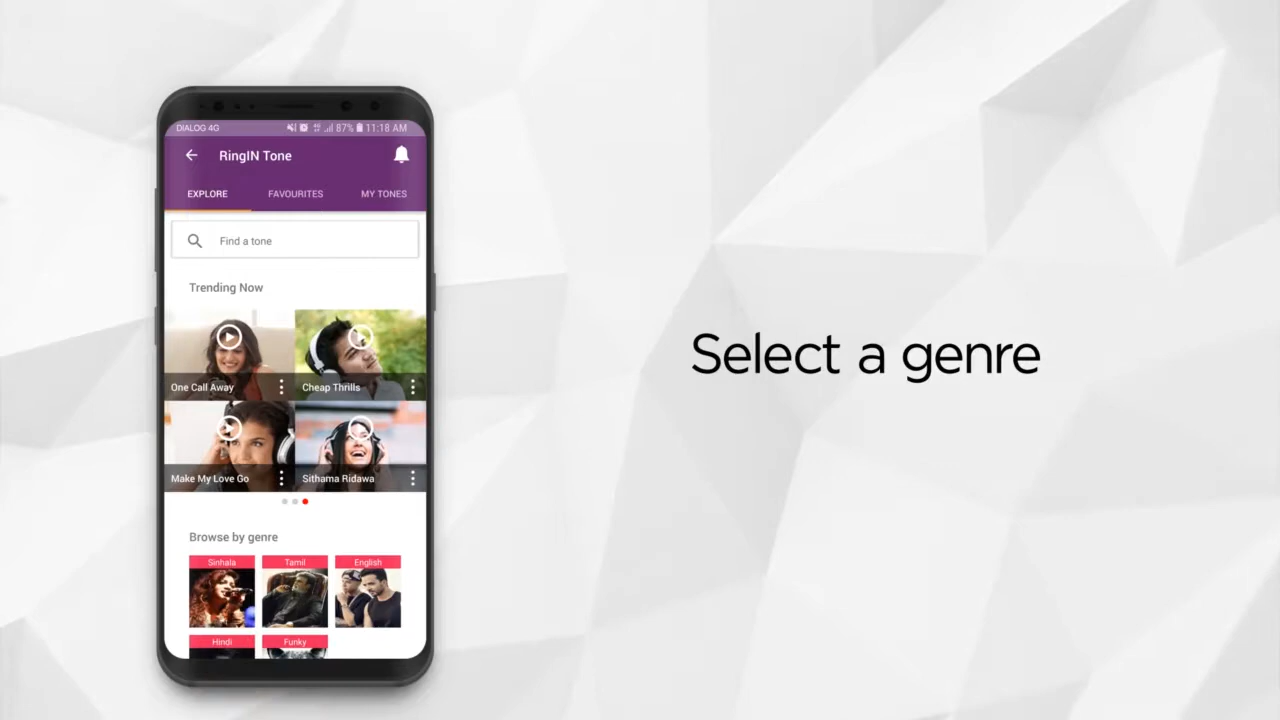 DIALOG 4G 87% 11:18 AM
RingIN Tone
EXPLORE FAVOURITES MY TONES
Find a tone
Trending Now
One Call Away Cheap Thrills
Make My Love Go Sithama Ridawa
Browse by genre
Sinhala Tamil English
Hindi Funky
Select a genre